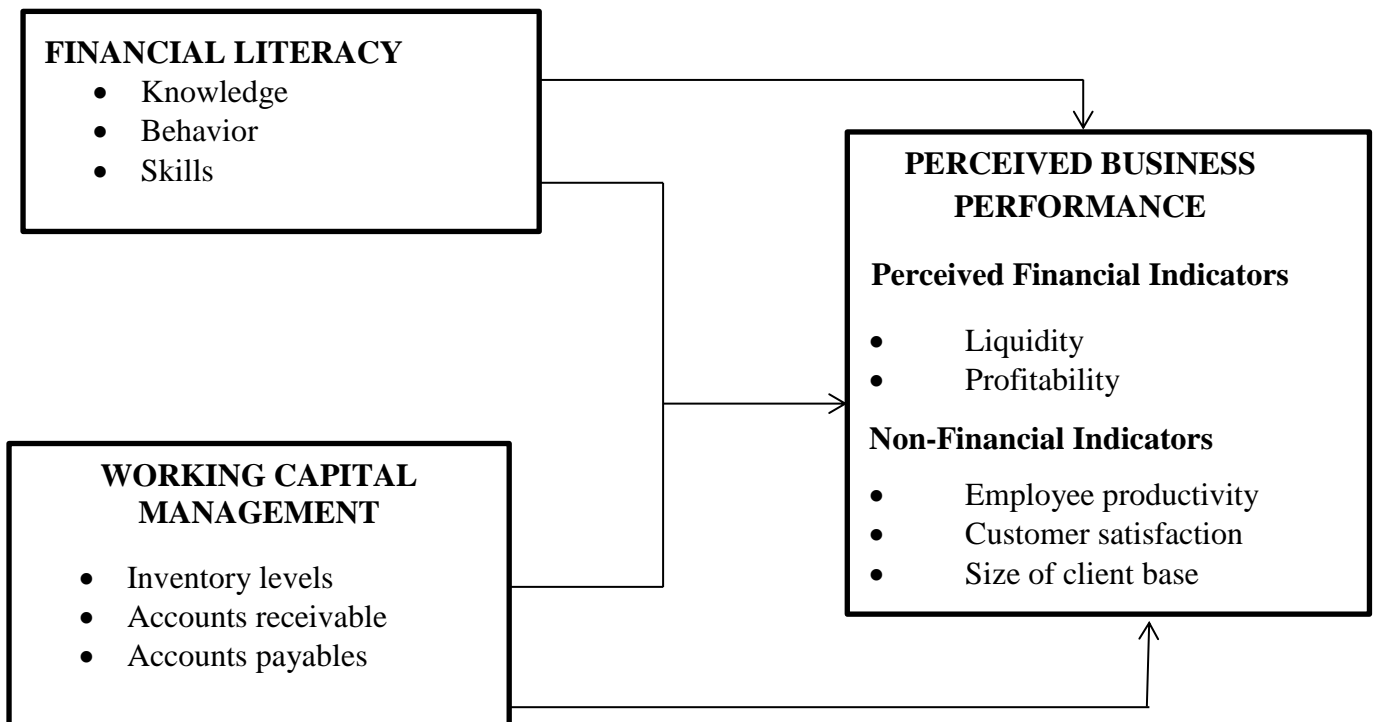 FINANCIAL LITERACY
• Knowledge
• Behavior
• Skills
PERCEIVED BUSINESS
PERFORMANCE
Perceived Financial Indicators
• Liquidity
• Profitability
Non-Financial Indicators
• Employee productivity
• Customer satisfaction
• Size of client base
WORKING CAPITAL
MANAGEMENT
• Inventory levels
• Accounts receivable
• Accounts payables